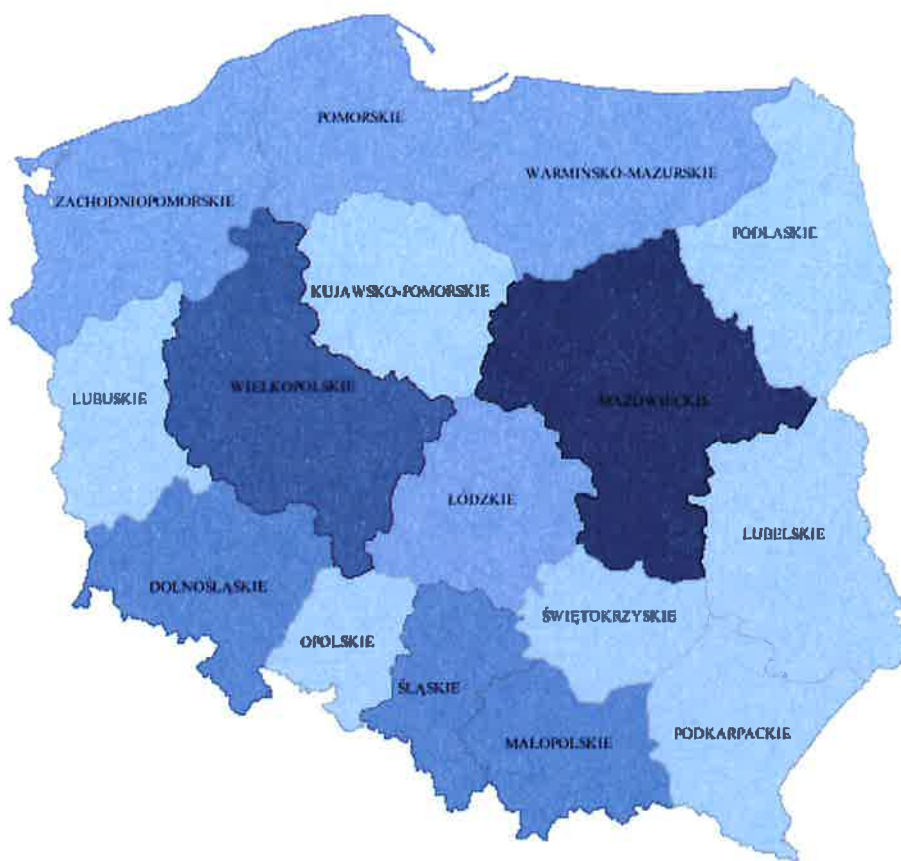 POMORSKIE
WARMIŃSKO-MAZURSKIE
ZACHODNIOPOMORSKIE
PODLASKIE
KUJAWSKO-POMORSKIE
WIELKOPOLSKIE
LUBUSKIE
MAZOWIECKIE
ŁÓDZKIE
LUBELSKIE
DOLNOŚLĄSKIE
ŚWIĘTOKRZYSKIE
OPOLSKIE
ŚLĄSKIE
PODKARPACKIE
MAŁOPOLSKIE